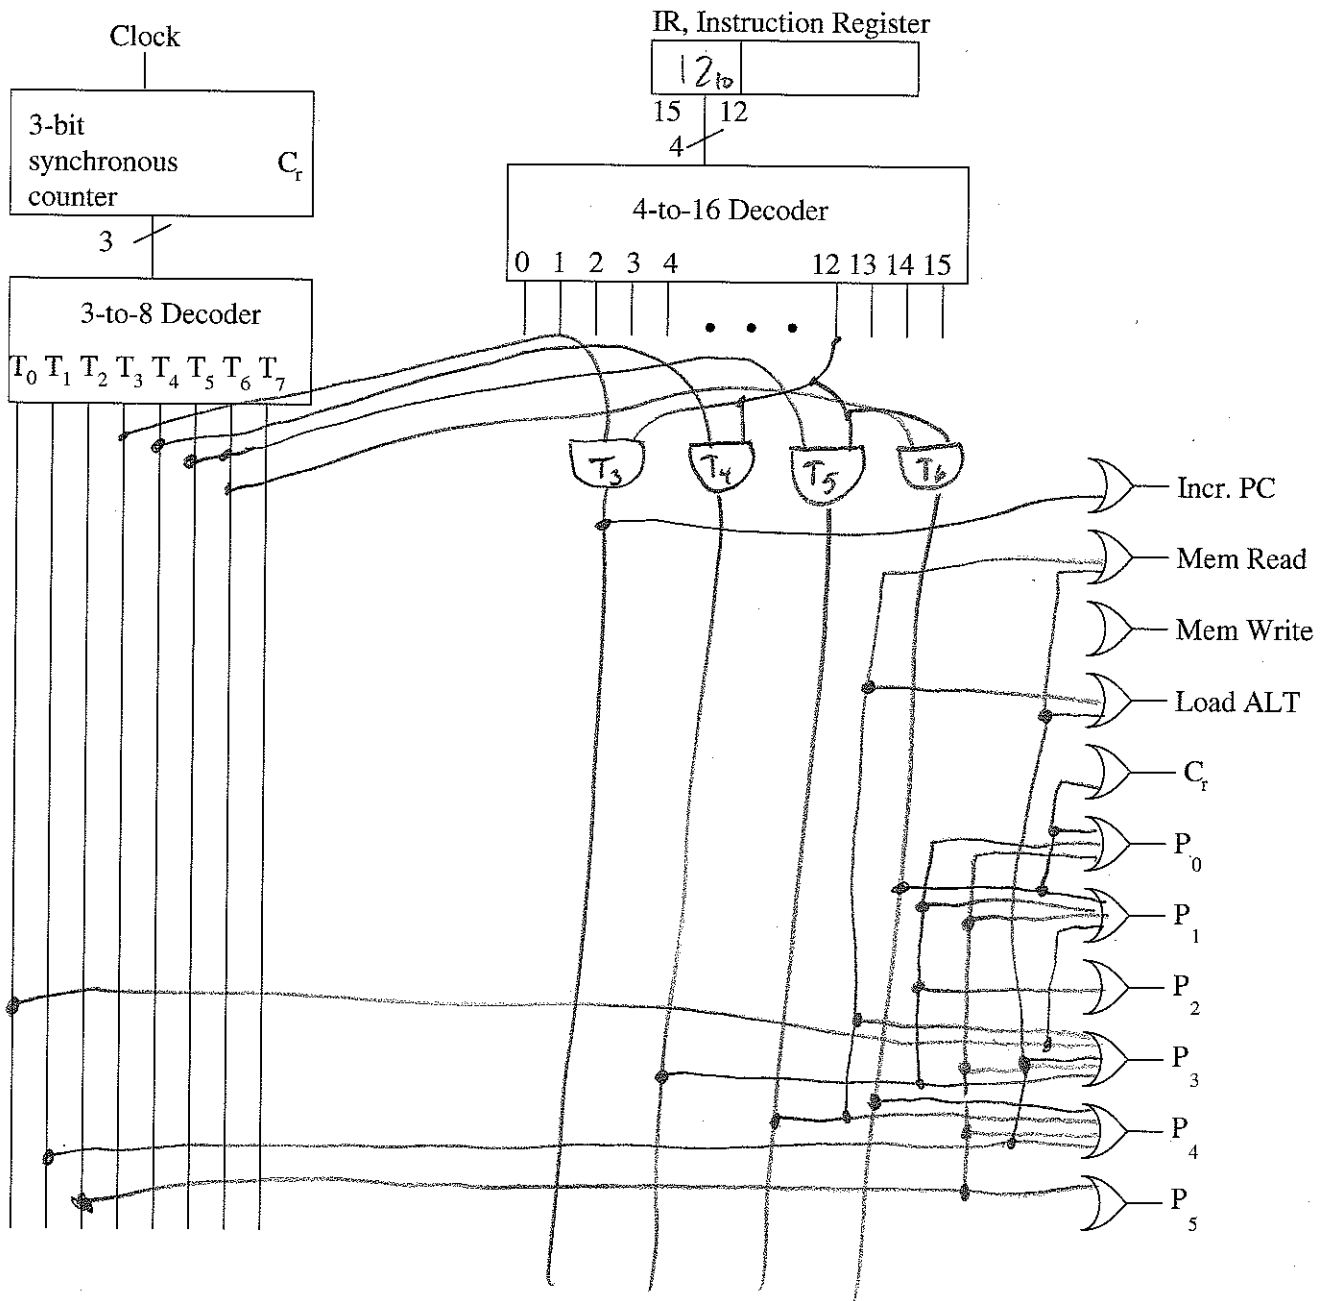 IR, Instruction Register
Clock
12₁₀
15 12
4
3-bit
synchronous
counter
Cᵣ
4-to-16 Decoder
3
0 1 2 3 4 12 13 14 15
3-to-8 Decoder
T₀ T₁ T₂ T₃ T₄ T₅ T₆ T₇
T₃ T₄ T₅ T₆
Incr. PC
Mem Read
Mem Write
Load ALT
Cᵣ
P₀
P₁
P₂
P₃
P₄
P₅